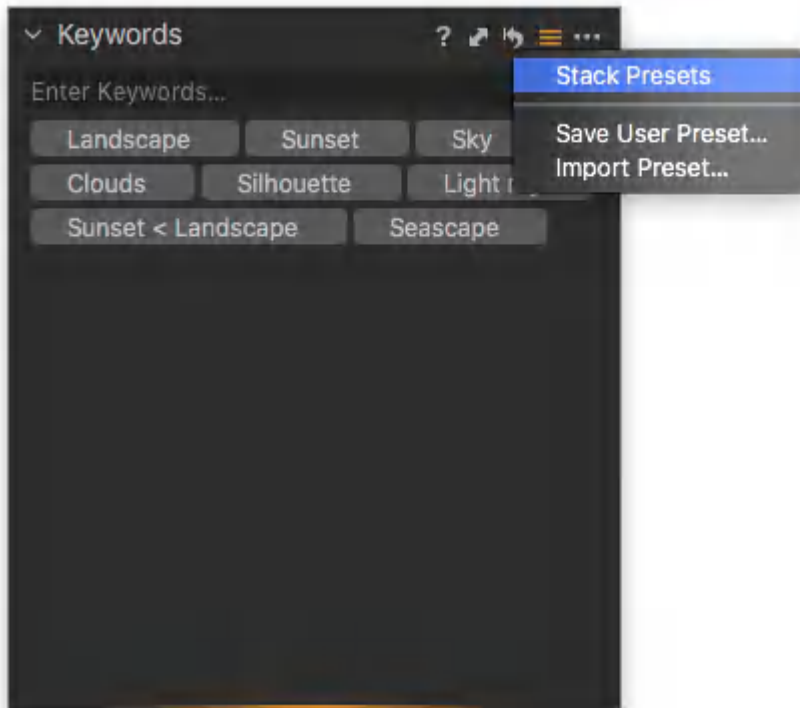 Keywords ?
Stack Presets
Enter Keywords...
Save User Preset...
Landscape Sunset Sky
Import Preset...
Clouds Silhouette Light
Sunset < Landscape Seascape